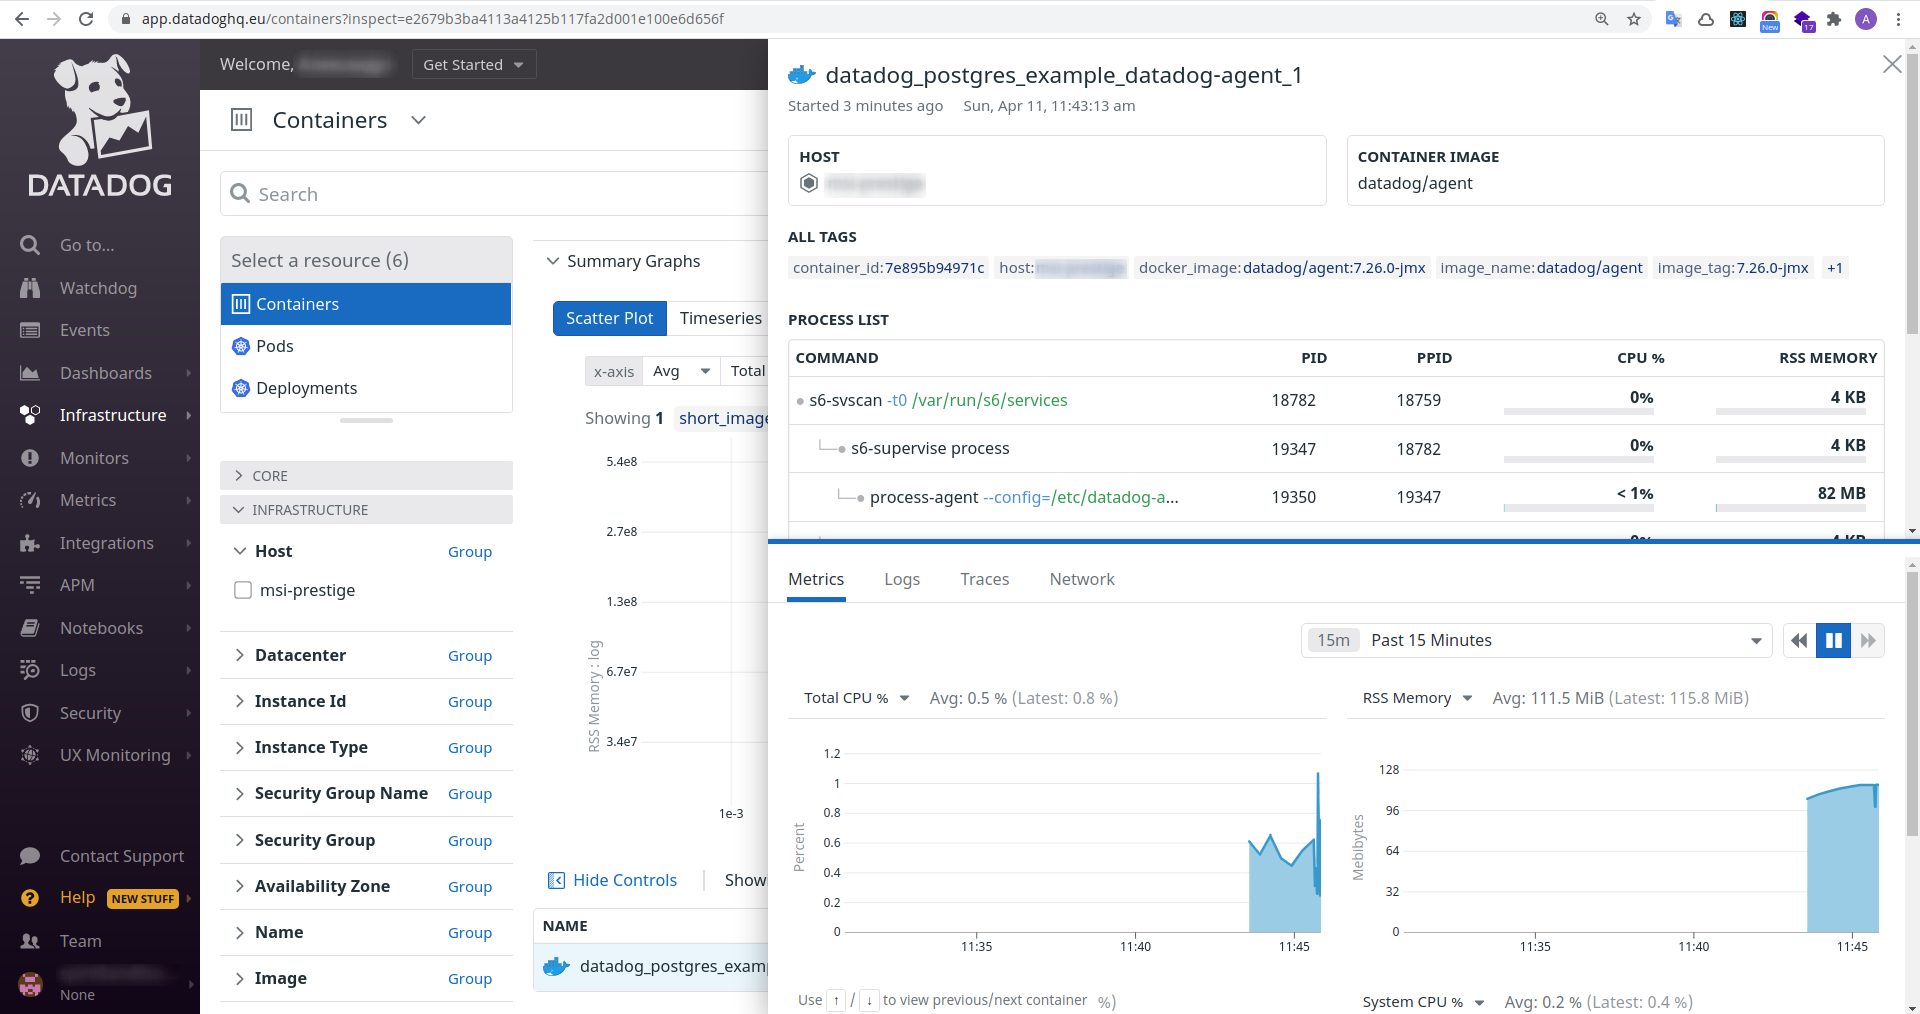 app.datadoghq.eu/containers?inspect=e2679b3ba4113a4125b117fa2d001e100e6d656f
New
17
A
DATADOG
Go to...
Watchdog
Events
Dashboards
Infrastructure
Monitors
Metrics
Integrations
APM
Notebooks
Logs
Security
UX Monitoring
Contact Support
Help NEW STUFF
Team
None
Welcome,
Get Started
Containers
Search
Select a resource (6)
Containers
Pods
Deployments
CORE
INFRASTRUCTURE
Host Group
msi-prestige
Datacenter Group
Instance Id Group
Instance Type Group
Security Group Name Group
Security Group Group
Availability Zone Group
Name Group
Image Group
Summary Graphs
Scatter Plot Timeseries
x-axis Avg Total
Showing 1 short_image
5.4e8
2.7e8
1.3e8
6.7e7
3.4e7
RSS Memory : log
1e-3
Hide Controls Show
NAME
datadog_postgres_exam
datadog_postgres_example_datadog-agent_1
Started 3 minutes ago Sun, Apr 11, 11:43:13 am
HOST
CONTAINER IMAGE
datadog/agent
ALL TAGS
container_id:7e895b94971c host: docker_image:datadog/agent:7.26.0-jmx image_name:datadog/agent image_tag:7.26.0-jmx +1
PROCESS LIST
COMMAND PID PPID CPU % RSS MEMORY
s6-svscan -t0 /var/run/s6/services 18782 18759 0% 4 KB
s6-supervise process 19347 18782 0% 4 KB
process-agent --config=/etc/datadog-a... 19350 19347 < 1% 82 MB
0% 4 KB
Metrics Logs Traces Network
15m Past 15 Minutes
Total CPU % Avg: 0.5 % (Latest: 0.8 %)
1.2
1
0.8
0.6
0.4
0.2
0
Percent
11:35 11:40 11:45
RSS Memory Avg: 111.5 MiB (Latest: 115.8 MiB)
128
96
64
32
0
Mebibytes
11:35 11:40 11:45
Use ↑ / ↓ to view previous/next container %)
System CPU % Avg: 0.2 % (Latest: 0.4 %)